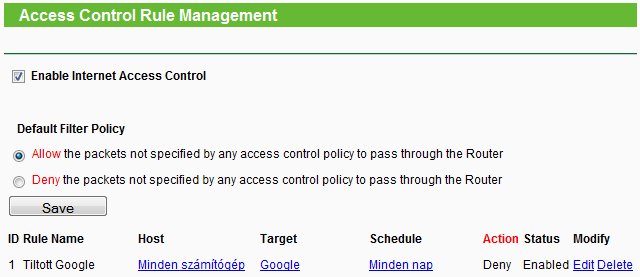 Access Control Rule Management
Enable Internet Access Control
Default Filter Policy
Allow the packets not specified by any access control policy to pass through the Router
Deny the packets not specified by any access control policy to pass through the Router
Save
ID Rule Name Host Target Schedule Action Status Modify
1 Tiltott Google Minden számítógép Google Minden nap Deny Enabled Edit Delete